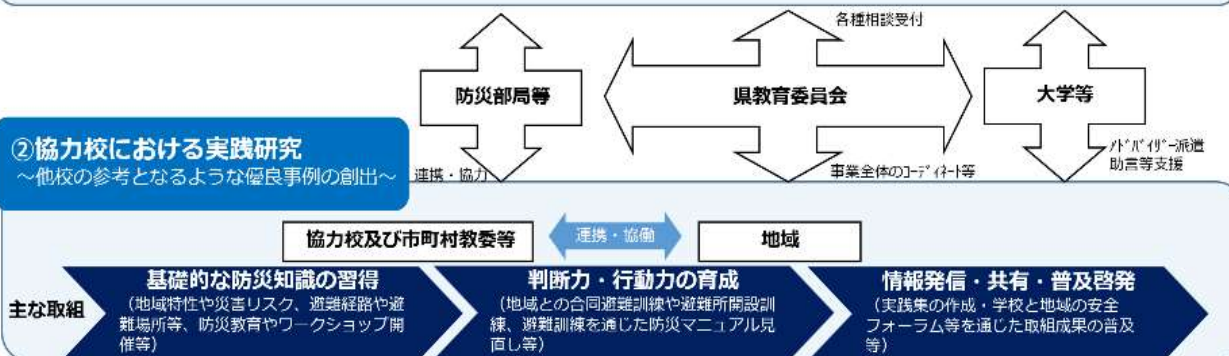 各種相談受付
防災部局等
県教育委員会
大学等
②協力校における実践研究
～他校の参考となるような優良事例の創出～
連携・協力
事業全体のｺｰﾃﾞｨﾈｰﾄ等
ｱﾄﾞﾊﾞｲｻﾞｰ派遣
助言等支援
協力校及び市町村教委等
連携・協働
地域
主な取組
基礎的な防災知識の習得
（地域特性や災害リスク、避難経路や避
難場所等、防災教育やワークショップ開
催等）
判断力・行動力の育成
（地域との合同避難訓練や避難所開設訓
練、避難訓練を通じた防災マニュアル見
直し等）
情報発信・共有・普及啓発
（実践集の作成・学校と地域の安全
フォーラム等を通じた取組成果の普及
等）